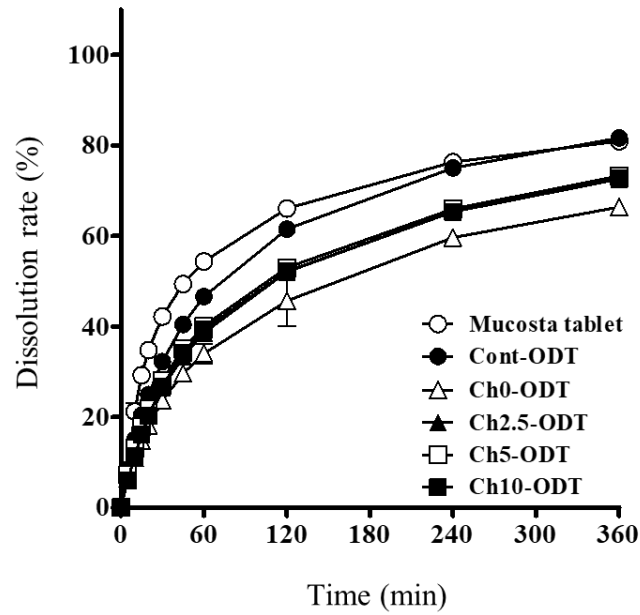 Dissolution rate (%)
100
80
60
40
20
0
0 60 120 180 240 300 360
Time (min)
Mucosta tablet
Cont-ODT
Ch0-ODT
Ch2.5-ODT
Ch5-ODT
Ch10-ODT